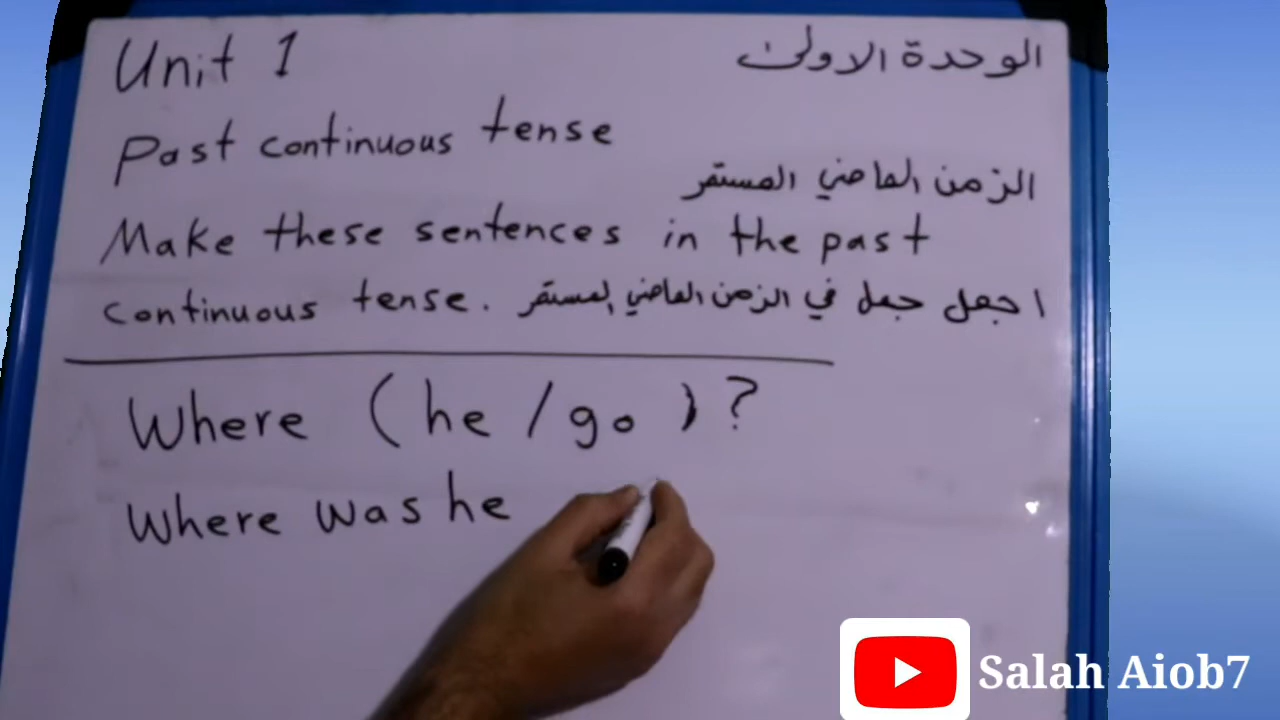 Unit 1 الوحدة الاولى
Past continuous tense
الزمن الماضي المستمر
Make these sentences in the past
continuous tense. اجعل جمل في الزمن الماضي المستمر
Where (he / go) ?
Where was he
Salah Aiob7